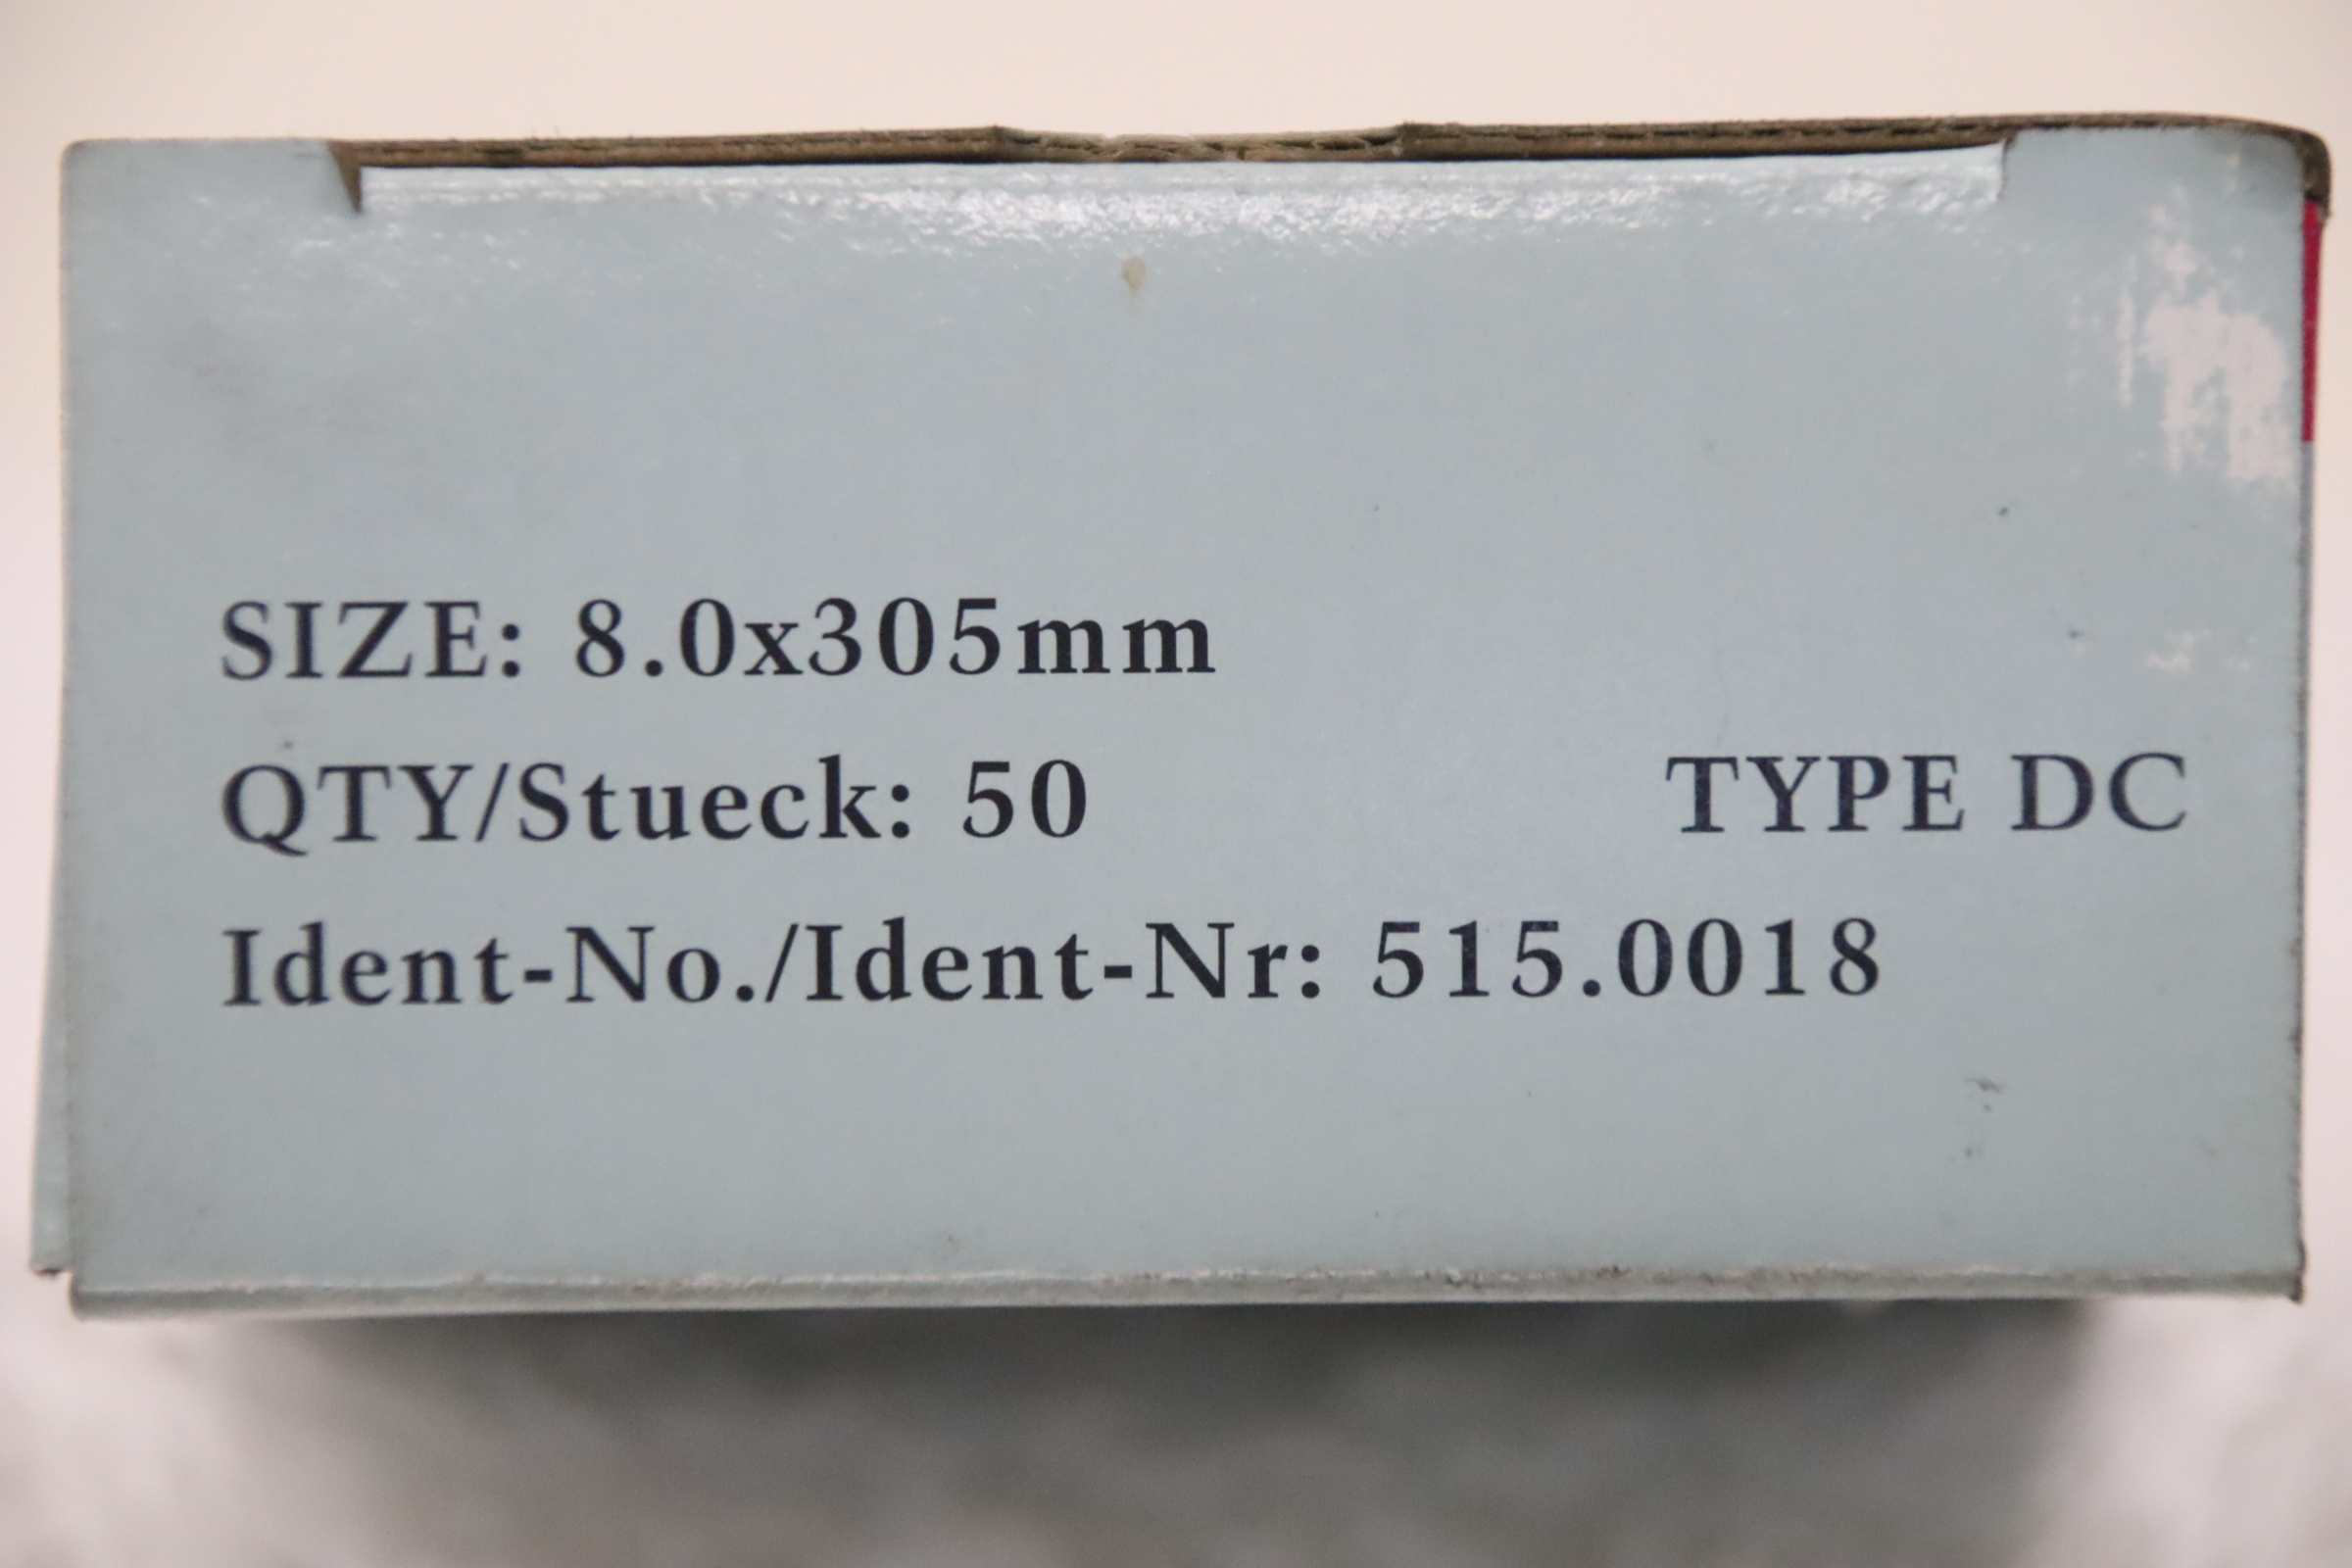 SIZE: 8.0x305mm
QTY/Stueck: 50 TYPE DC
Ident-No./Ident-Nr: 515.0018